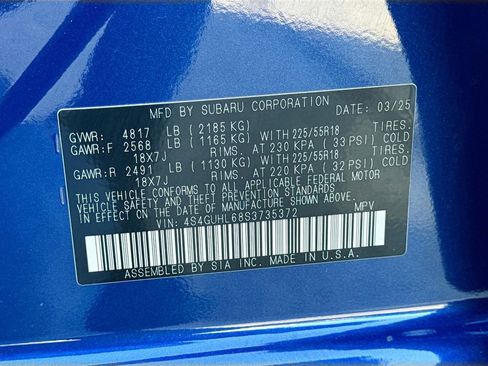 MFD BY SUBARU CORPORATION DATE: 03/25
GVWR: 4817 LB (2185 KG)
GAWR:F 2568 LB (1165 KG) WITH 225/55R18 TIRES.
18X7J RIMS. AT 230 KPA (33 PSI) COLD
GAWR:R 2491 LB (1130 KG) WITH 225/55R18 TIRES.
18X7J RIMS. AT 220 KPA (32 PSI) COLD
THIS VEHICLE CONFORMS TO ALL APPLICABLE FEDERAL MOTOR
VEHICLE SAFETY AND THEFT PREVENTION STANDARDS
IN EFFECT ON THE DATE OF MANUFACTURE SHOWN ABOVE.
VIN: 4S4GUHL68S3735372 MPV
ASSEMBLED BY SIA INC. MADE IN U.S.A.